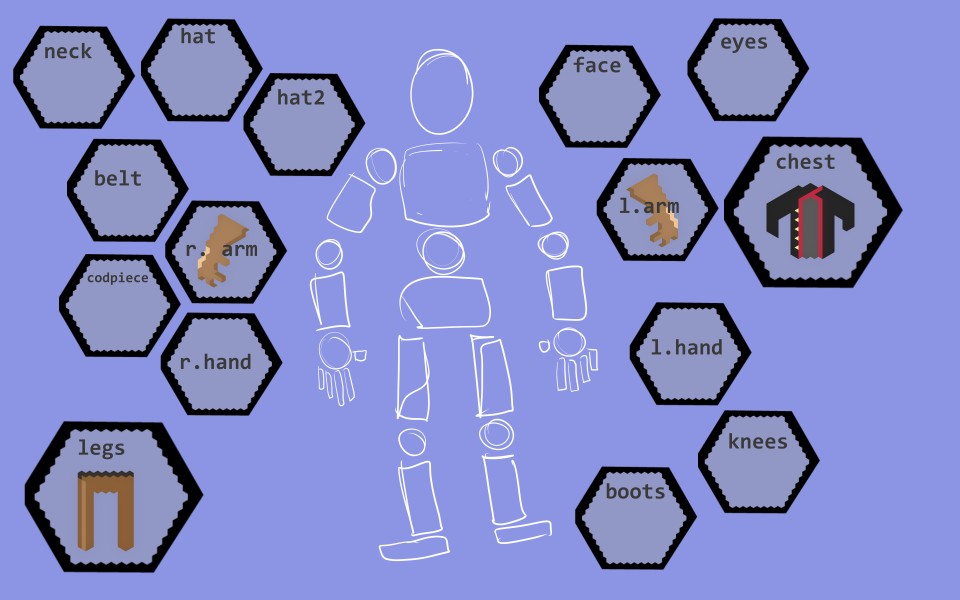 neck
hat
hat2
face
eyes
belt
r. arm
codpiece
r.hand
l.arm
chest
l.hand
legs
knees
boots